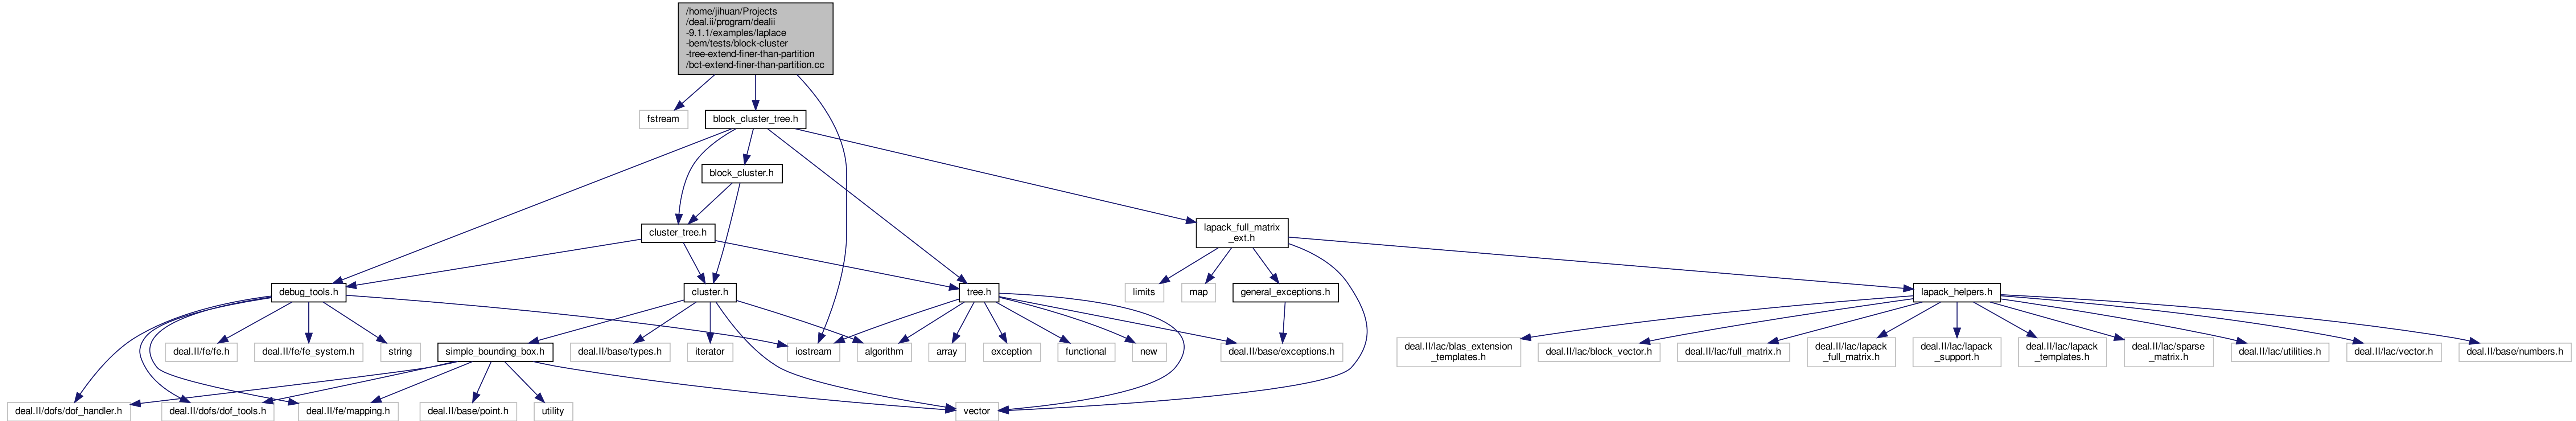 /home/jihuan/Projects
/deal.ii/program/dealii
-9.1.1/examples/laplace
-bem/tests/block-cluster
-tree-extend-finer-than-partition
/bct-extend-finer-than-partition.cc
fstream
block_cluster_tree.h
block_cluster.h
cluster_tree.h
lapack_full_matrix
_ext.h
debug_tools.h
cluster.h
tree.h
limits
map
general_exceptions.h
lapack_helpers.h
deal.II/fe/fe.h
deal.II/fe/fe_system.h
string
simple_bounding_box.h
deal.II/base/types.h
iterator
iostream
algorithm
array
exception
functional
new
deal.II/base/exceptions.h
deal.II/lac/blas_extension
_templates.h
deal.II/lac/block_vector.h
deal.II/lac/full_matrix.h
deal.II/lac/lapack
_full_matrix.h
deal.II/lac/lapack
_support.h
deal.II/lac/lapack
_templates.h
deal.II/lac/sparse
_matrix.h
deal.II/lac/utilities.h
deal.II/lac/vector.h
deal.II/base/numbers.h
deal.II/dofs/dof_handler.h
deal.II/dofs/dof_tools.h
deal.II/fe/mapping.h
deal.II/base/point.h
utility
vector